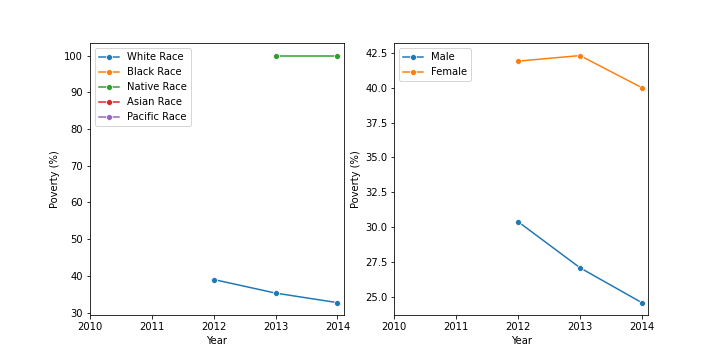 White Race
Black Race
Native Race
Asian Race
Pacific Race
Poverty (%)
100
90
80
70
60
50
40
30
2010 2011 2012 2013 2014
Year
Male
Female
Poverty (%)
42.5
40.0
37.5
35.0
32.5
30.0
27.5
25.0
2010 2011 2012 2013 2014
Year